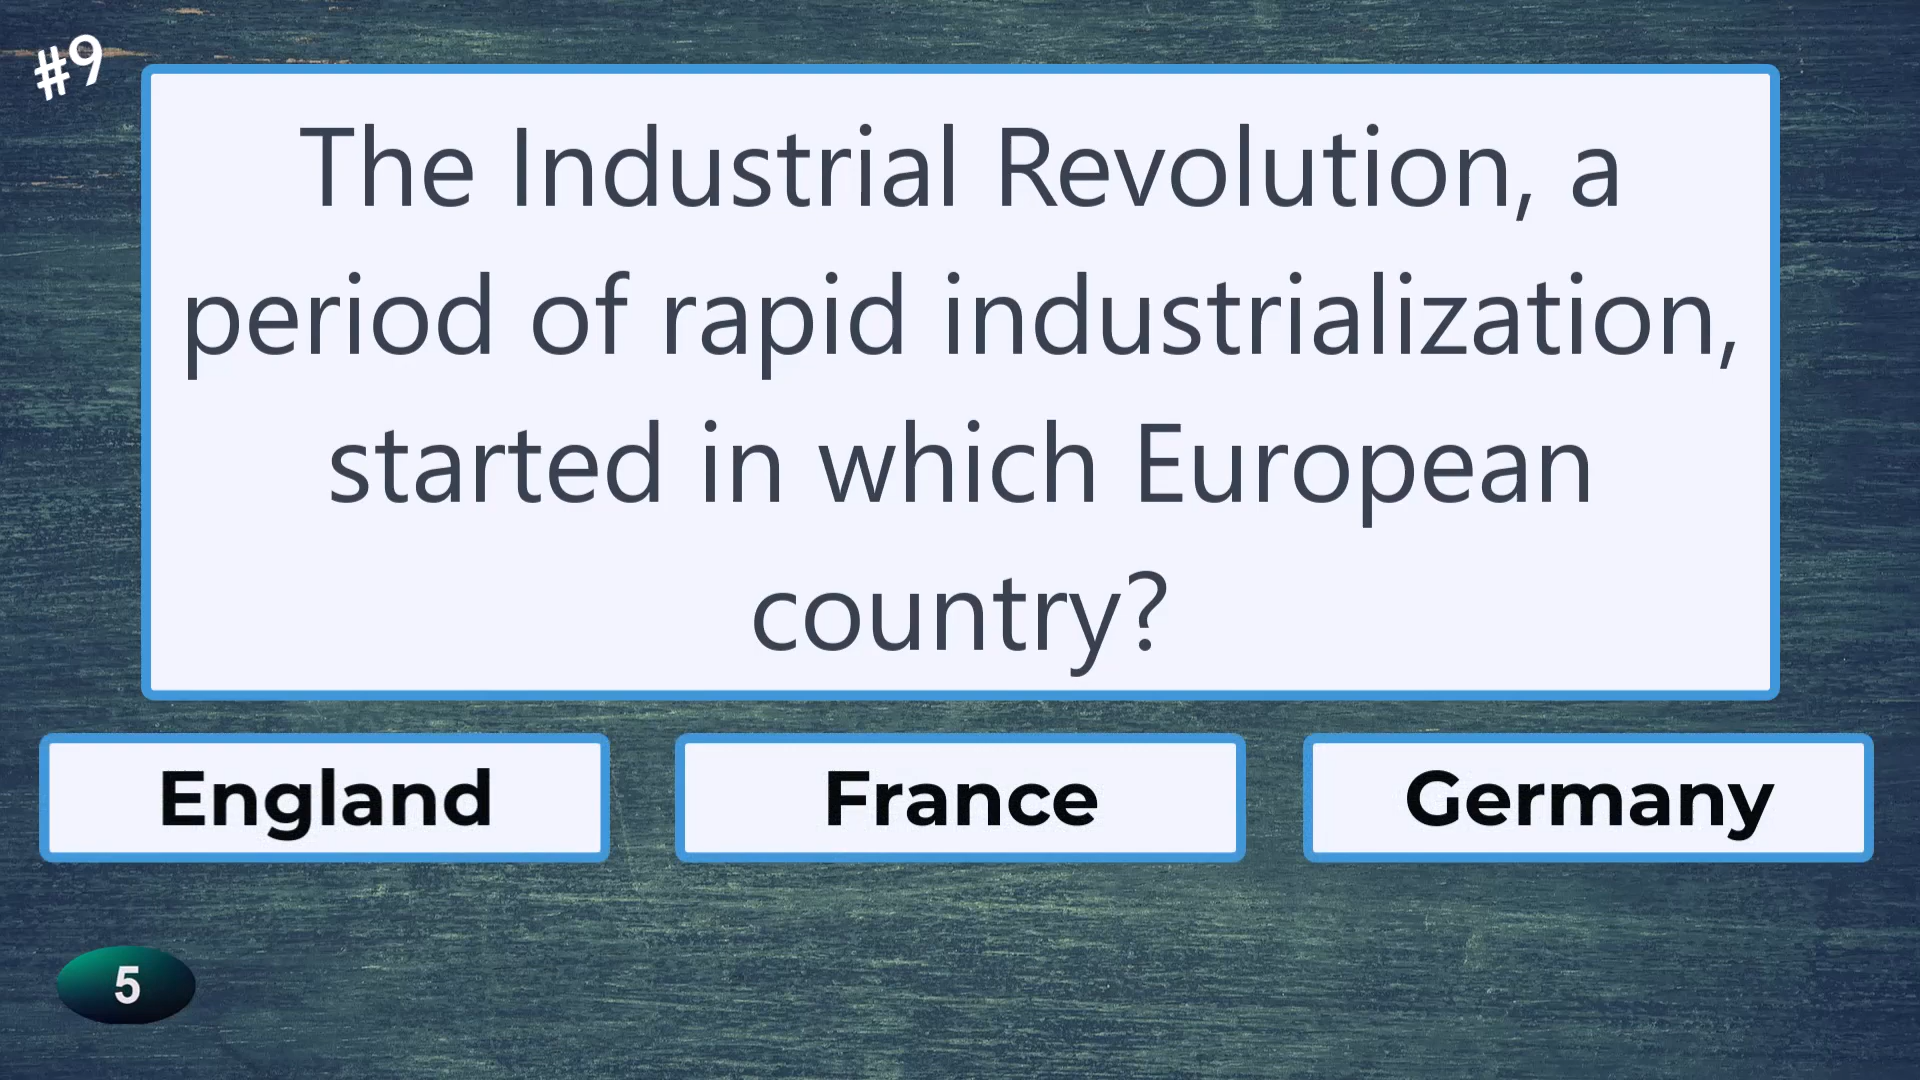 #9
The Industrial Revolution, a
period of rapid industrialization,
started in which European
country?
England
France
Germany
5